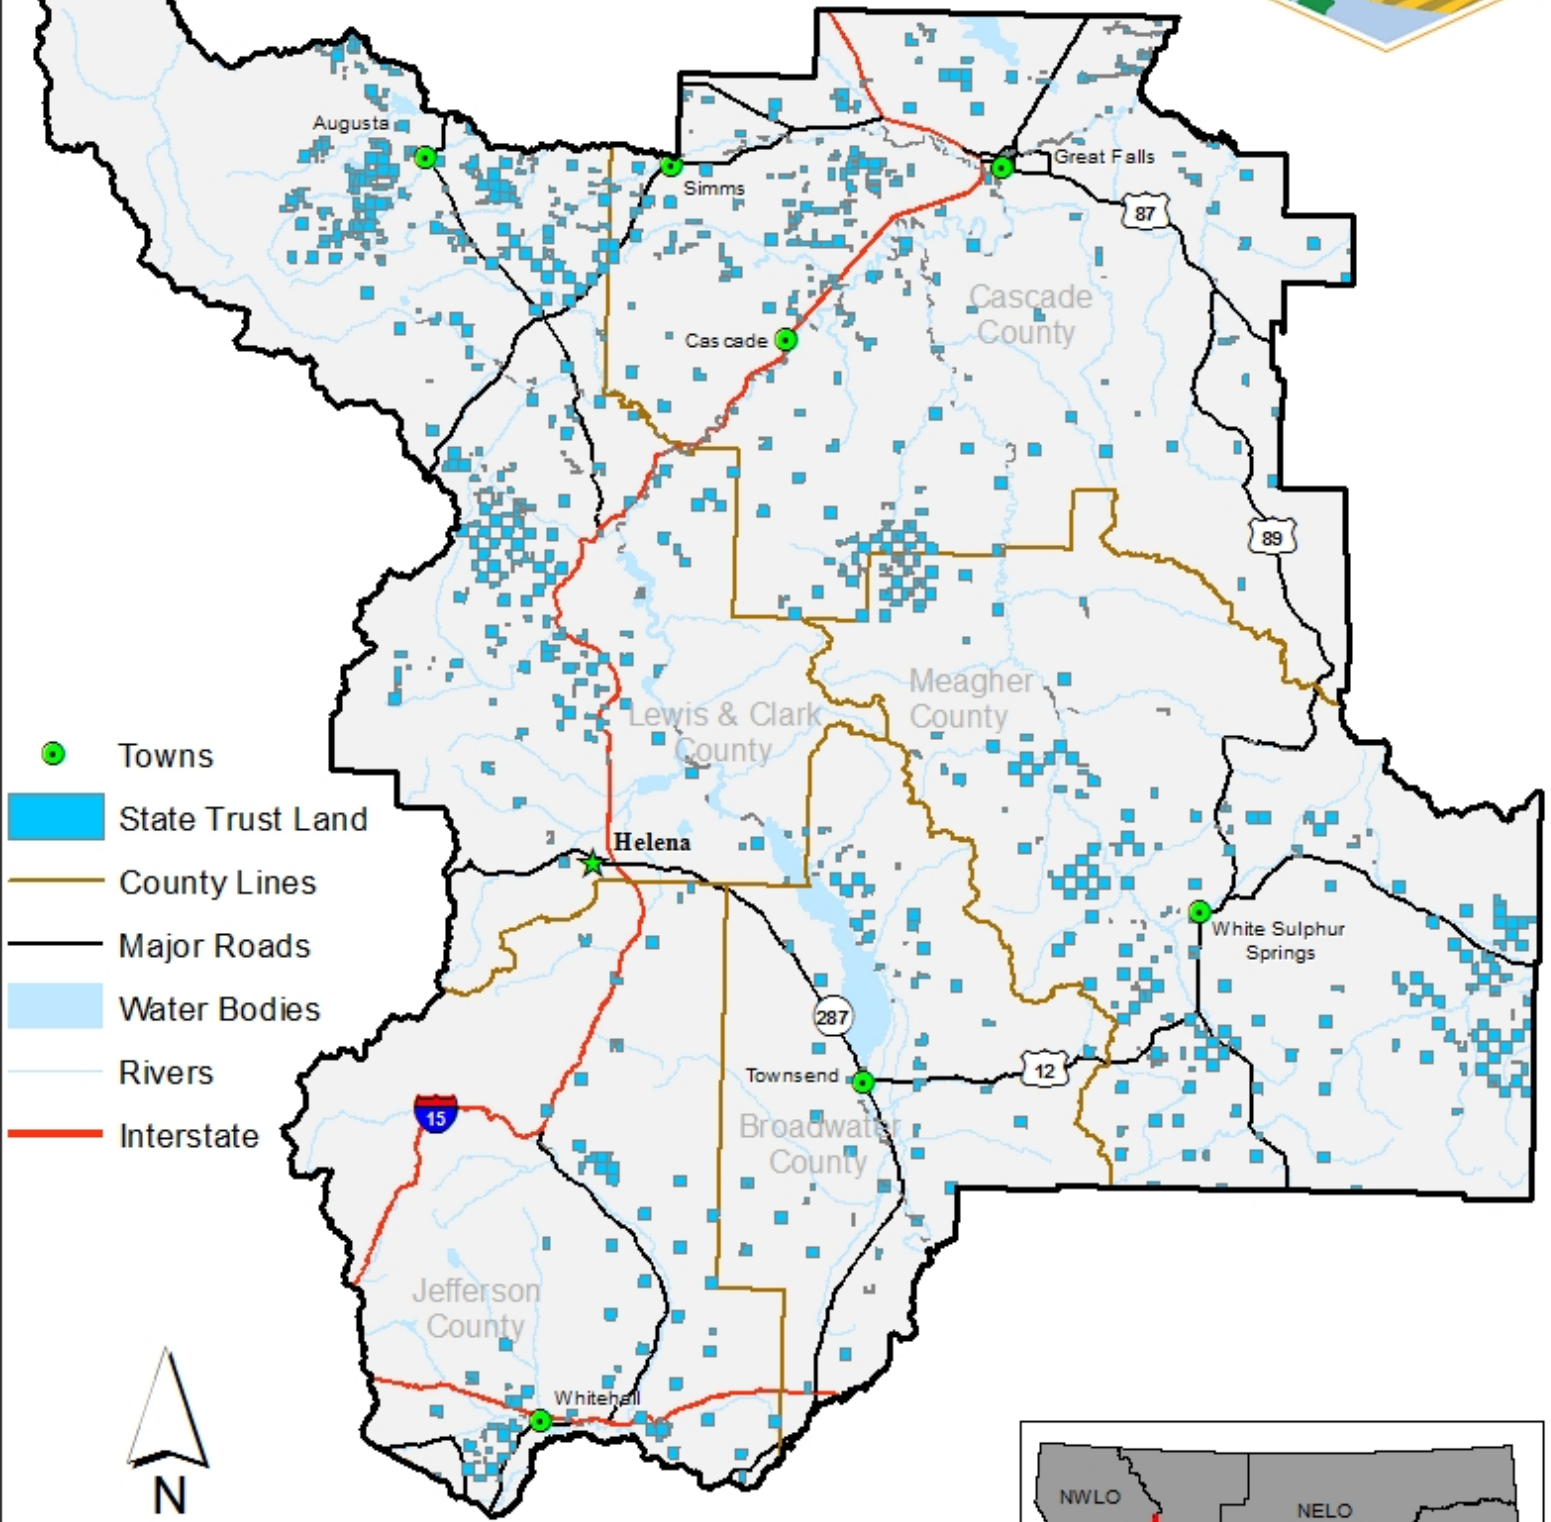 Augusta
Simms
Great Falls
87
Cascade
County
Cascade
89
Meagher
County
Lewis & Clark
County
Towns
State Trust Land
County Lines
Major Roads
Water Bodies
Rivers
Interstate
Helena
White Sulphur
Springs
287
Townsend
12
15
Broadwater
County
Jefferson
County
Whitehall
N
NWLO
NELO